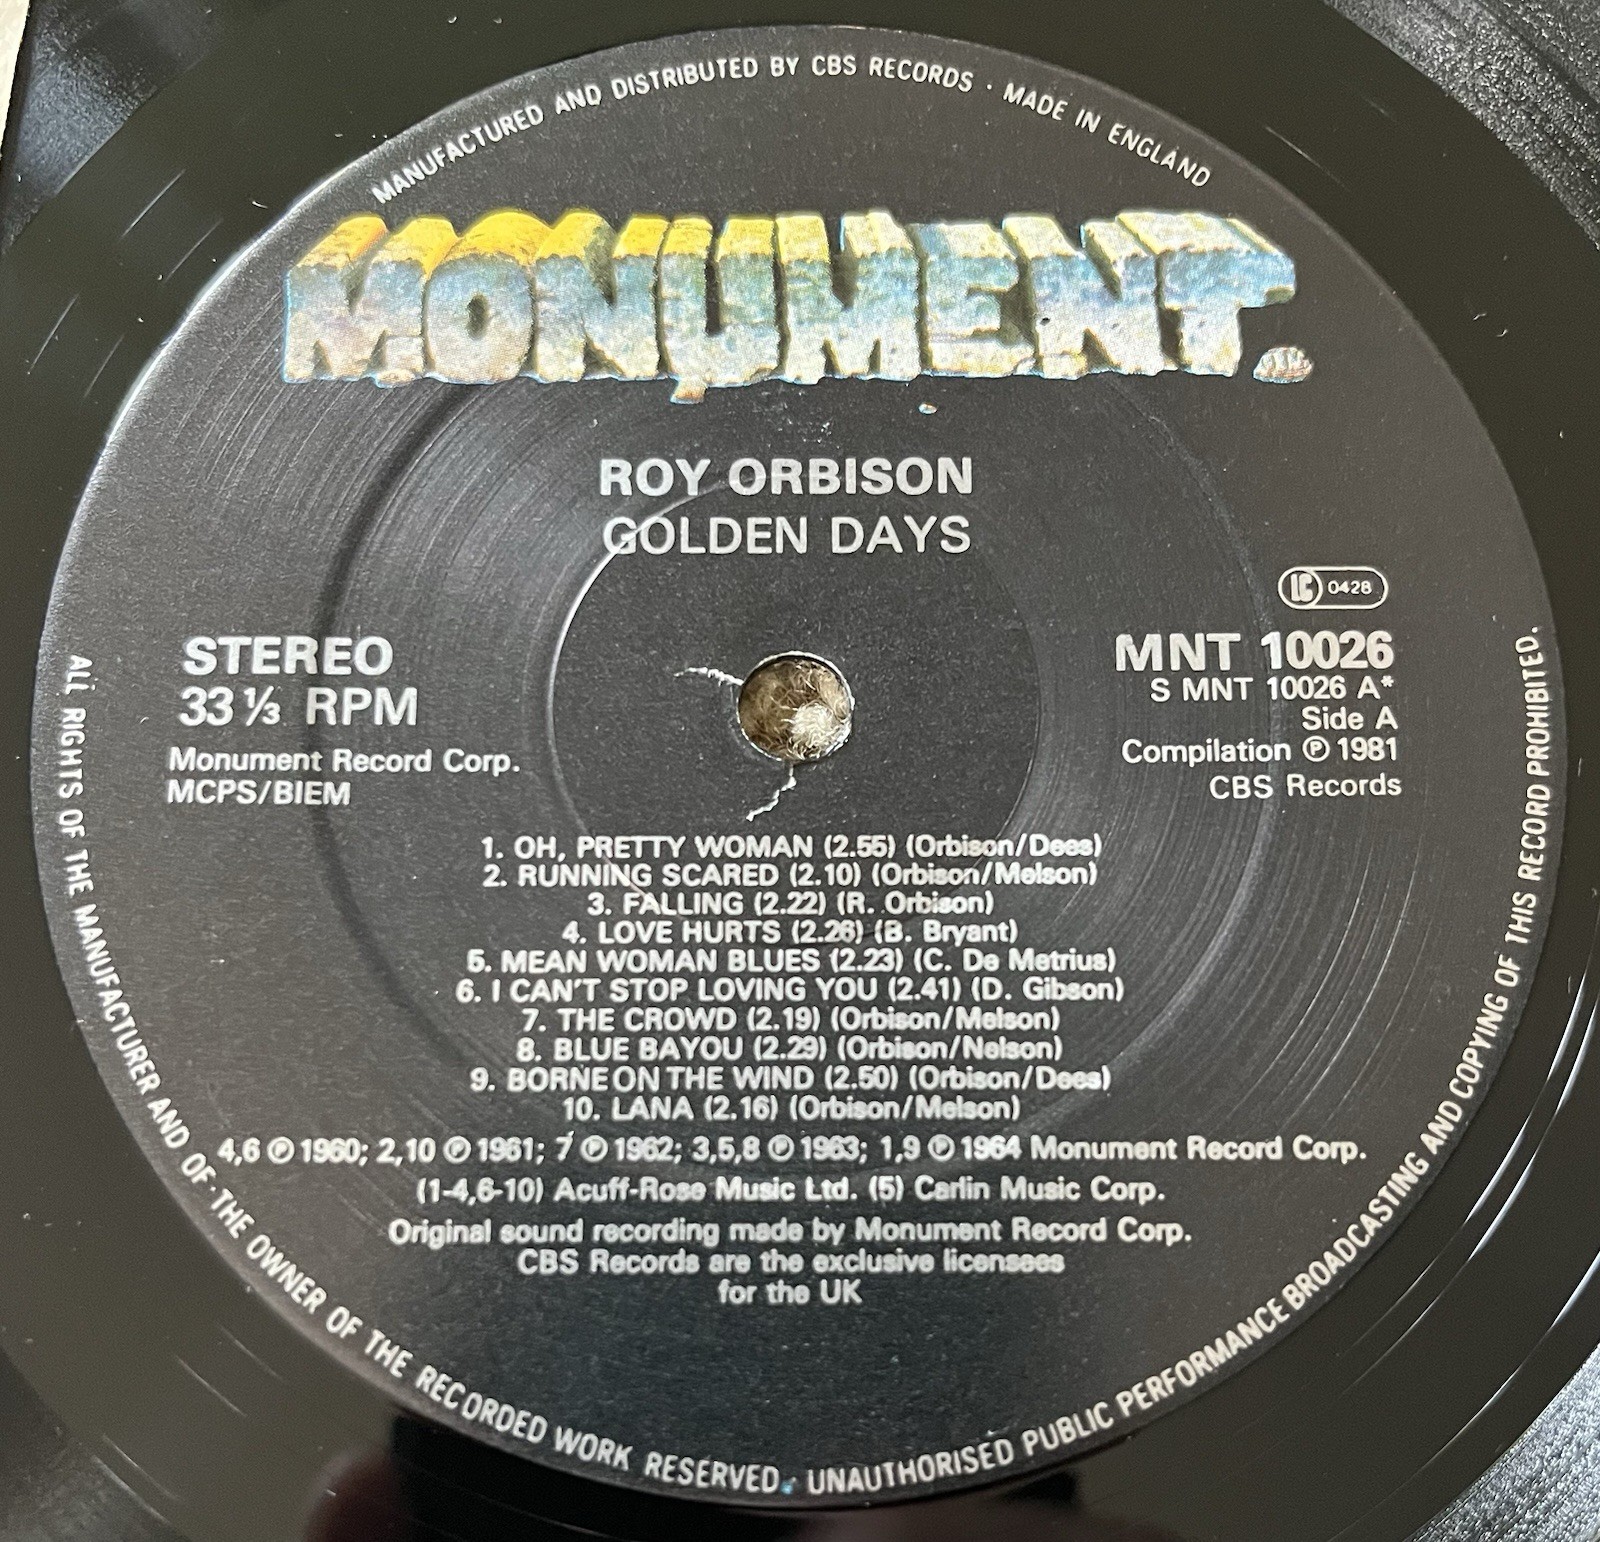 MANUFACTURED AND DISTRIBUTED BY CBS RECORDS · MADE IN ENGLAND
MONUMENT.
ROY ORBISON
GOLDEN DAYS
LC 0428
STEREO
33 ⅓ RPM
Monument Record Corp.
MCPS/BIEM
MNT 10026
S MNT 10026 A*
Side A
Compilation ℗ 1981
CBS Records
1. OH, PRETTY WOMAN (2.55) (Orbison/Dees)
2. RUNNING SCARED (2.10) (Orbison/Melson)
3. FALLING (2.22) (R. Orbison)
4. LOVE HURTS (2.26) (B. Bryant)
5. MEAN WOMAN BLUES (2.23) (C. De Metrius)
6. I CAN'T STOP LOVING YOU (2.41) (D. Gibson)
7. THE CROWD (2.19) (Orbison/Melson)
8. BLUE BAYOU (2.29) (Orbison/Nelson)
9. BORNE ON THE WIND (2.50) (Orbison/Dees)
10. LANA (2.16) (Orbison/Melson)
4,6 ℗ 1960; 2,10 ℗ 1961; 7 ℗ 1962; 3,5,8 ℗ 1963; 1,9 ℗ 1964 Monument Record Corp.
(1-4,6-10) Acuff-Rose Music Ltd. (5) Carlin Music Corp.
Original sound recording made by Monument Record Corp.
CBS Records are the exclusive licensees
for the UK
ALL RIGHTS OF THE MANUFACTURER AND OF THE OWNER OF THE RECORDED WORK RESERVED. UNAUTHORISED PUBLIC PERFORMANCE BROADCASTING AND COPYING OF THIS RECORD PROHIBITED.